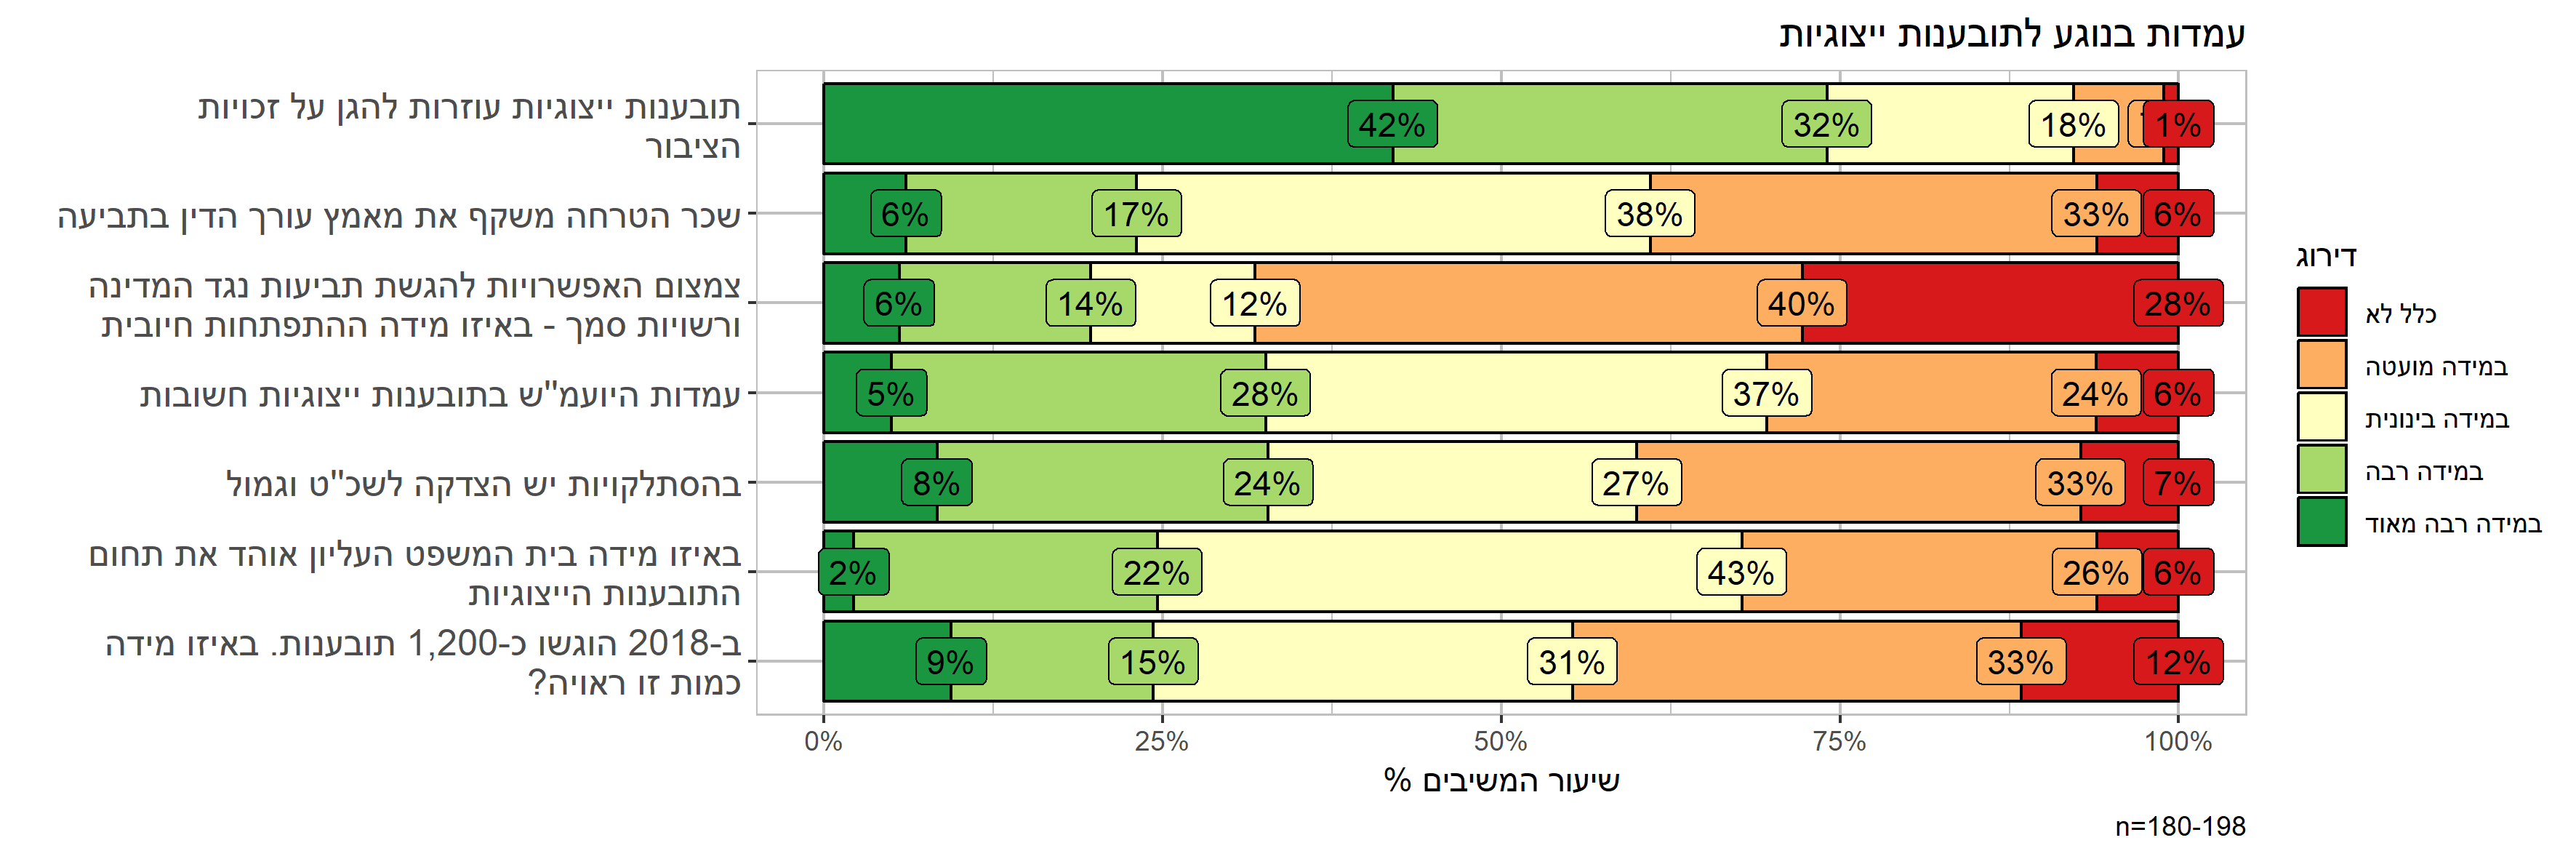 עמדות בנוגע לתובענות ייצוגיות
תובענות ייצוגיות עוזרות להגן על זכויות
הציבור
42%
32%
18%
1%
שכר הטרחה משקף את מאמץ עורך הדין בתביעה
6%
17%
38%
33%
6%
צמצום האפשרויות להגשת תביעות נגד המדינה
ורשויות סמך - באיזו מידה ההתפתחות חיובית
6%
14%
12%
40%
28%
עמדות היועמ"ש בתובענות ייצוגיות חשובות
5%
28%
37%
24%
6%
בהסתלקויות יש הצדקה לשכ"ט וגמול
8%
24%
27%
33%
7%
באיזו מידה בית המשפט העליון אוהד את תחום
התובענות הייצוגיות
2%
22%
43%
26%
6%
ב-2018 הוגשו כ-1,200 תובענות. באיזו מידה
כמות זו ראויה?
9%
15%
31%
33%
12%
0%
25%
50%
75%
100%
שיעור המשיבים %
n=180-198
דירוג
כלל לא
במידה מועטה
במידה בינונית
במידה רבה
במידה רבה מאוד